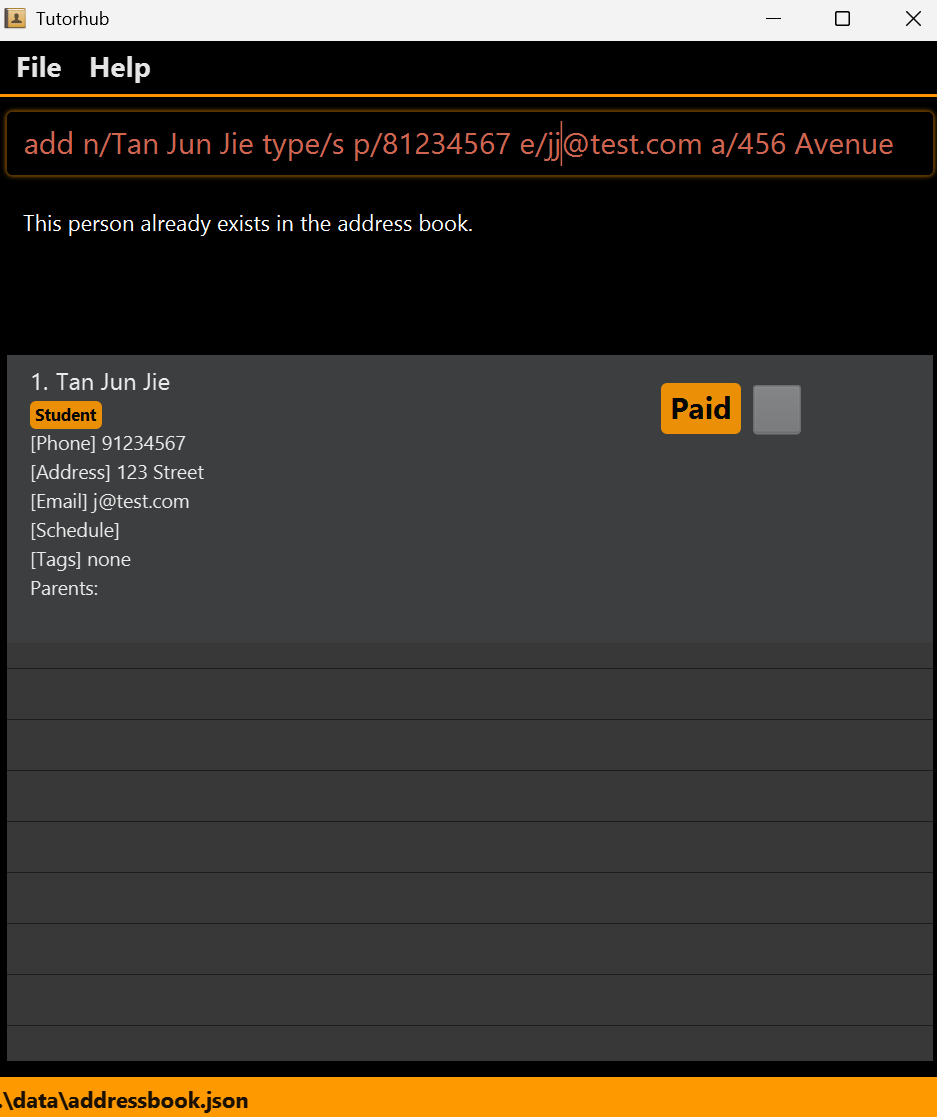 Tutorhub
File Help
add n/Tan Jun Jie type/s p/81234567 e/jj@test.com a/456 Avenue
This person already exists in the address book.
1. Tan Jun Jie
Student
Paid
[Phone] 91234567
[Address] 123 Street
[Email] j@test.com
[Schedule]
[Tags] none
Parents:
.\data\addressbook.json